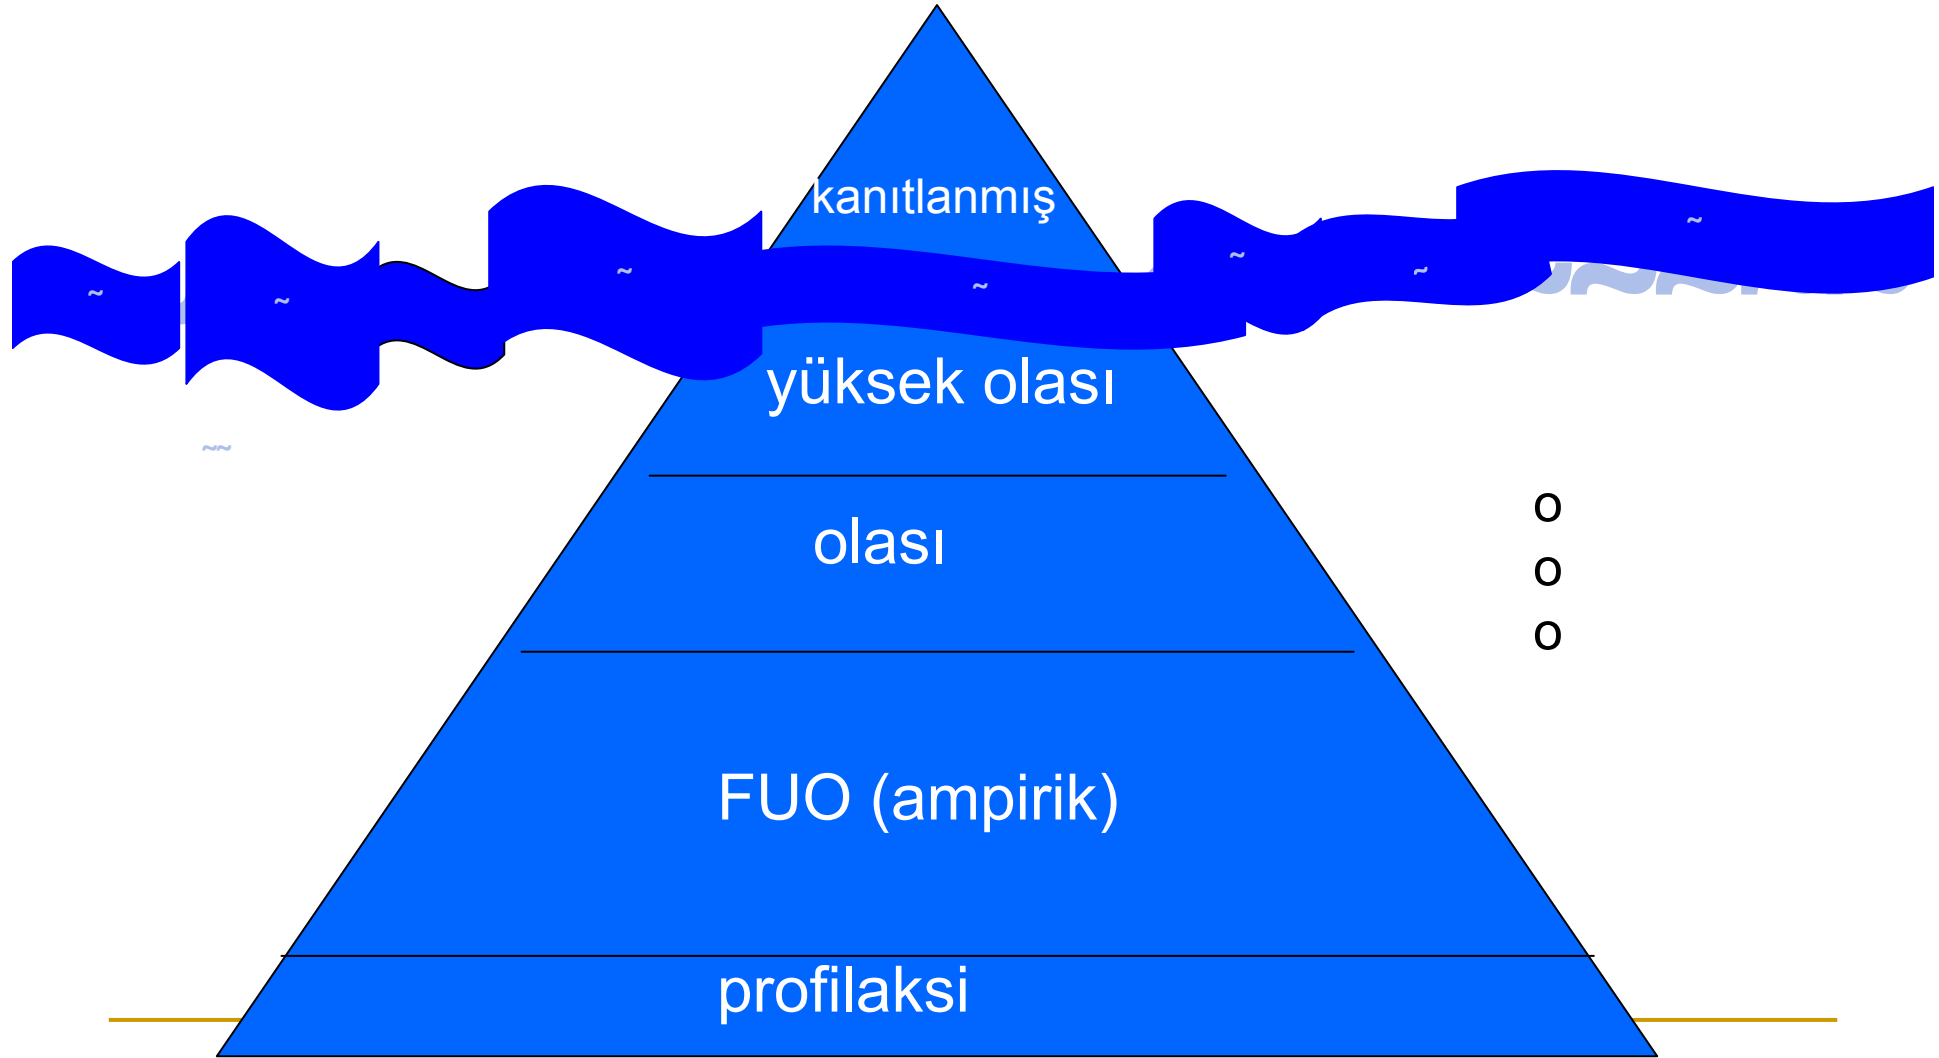 kanıtlanmış
~
~
~
~
~
~
~
yüksek olası
~~
olası
o
o
o
FUO (ampirik)
profilaksi